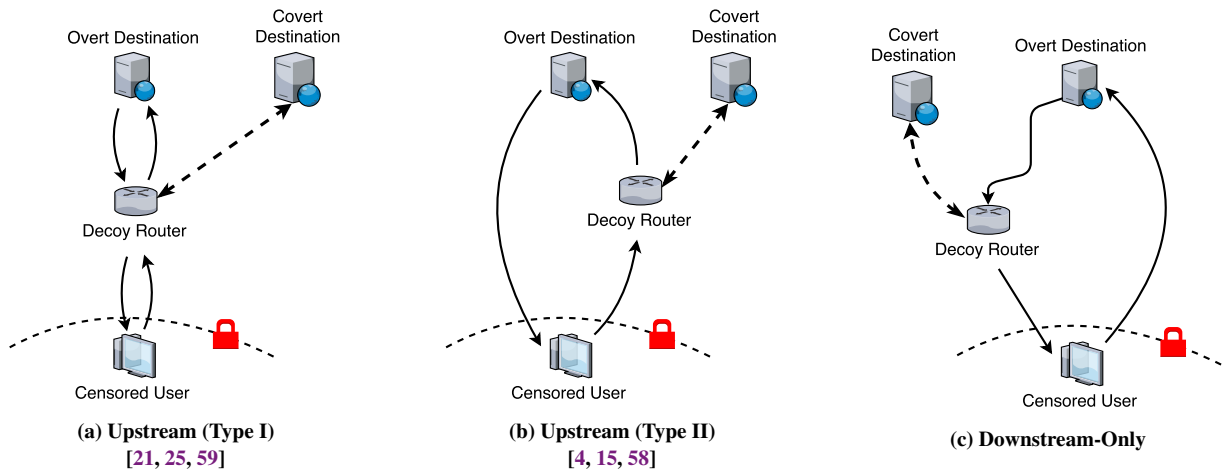 Overt Destination
Covert
Destination
Decoy Router
Censored User
(a) Upstream (Type I)
[21, 25, 59]
Overt Destination
Covert
Destination
Decoy Router
Censored User
(b) Upstream (Type II)
[4, 15, 58]
Covert
Destination
Overt Destination
Decoy Router
Censored User
(c) Downstream-Only